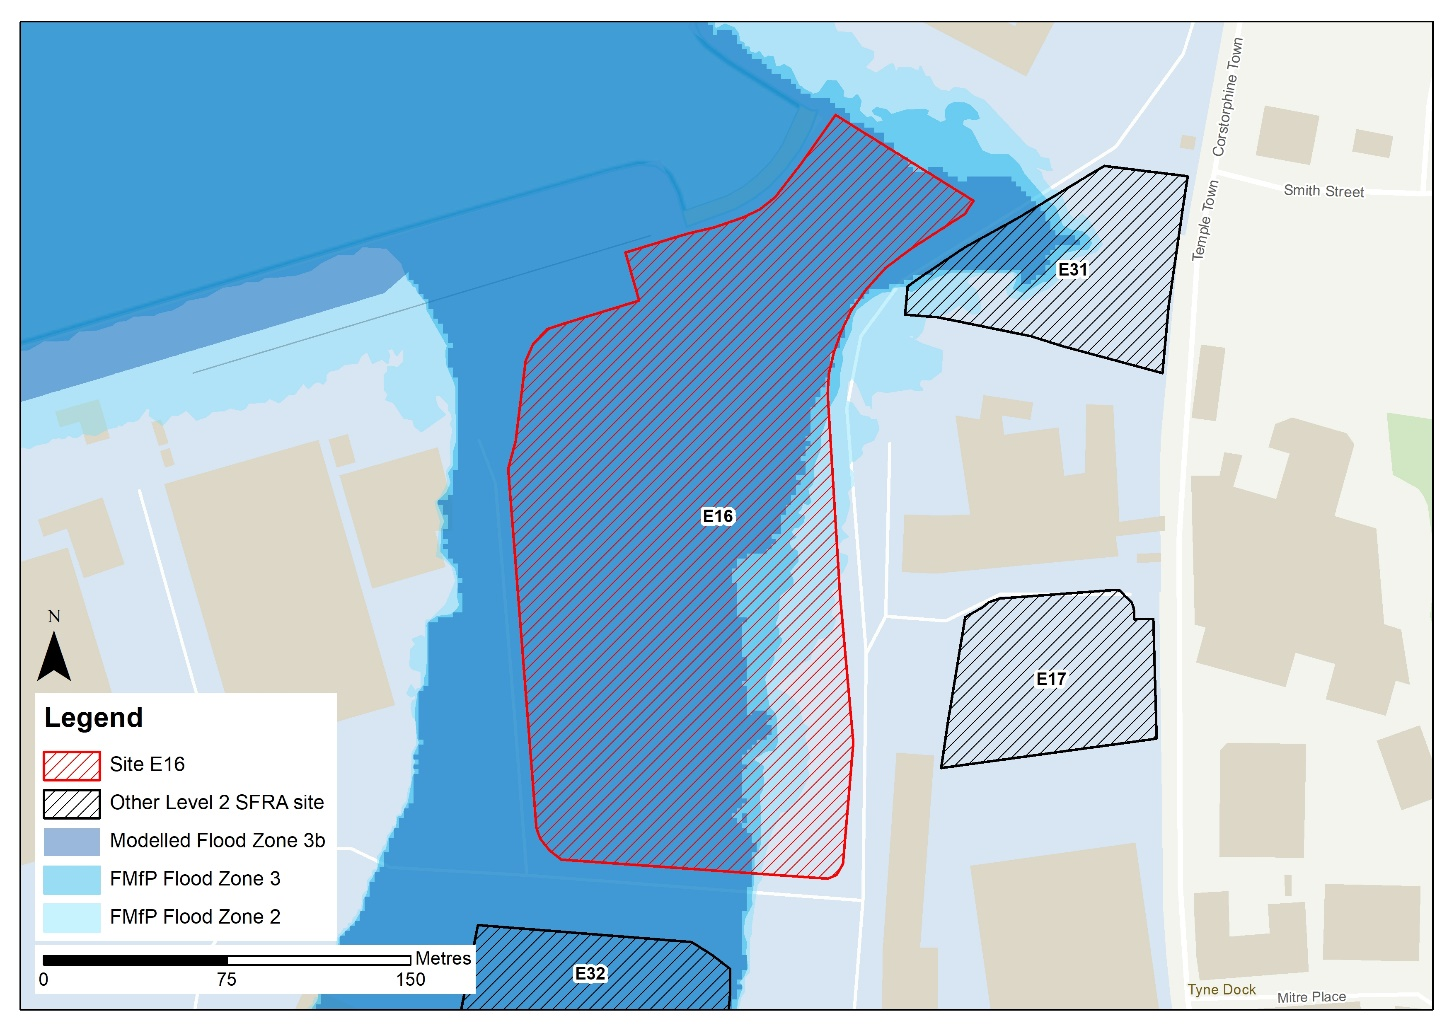 Corstorphine Town
Smith Street
Temple Town
E31
E16
E17
N
Legend
Site E16
Other Level 2 SFRA site
Modelled Flood Zone 3b
FMfP Flood Zone 3
FMfP Flood Zone 2
Metres
0 75 150
E32
Tyne Dock
Mitre Place